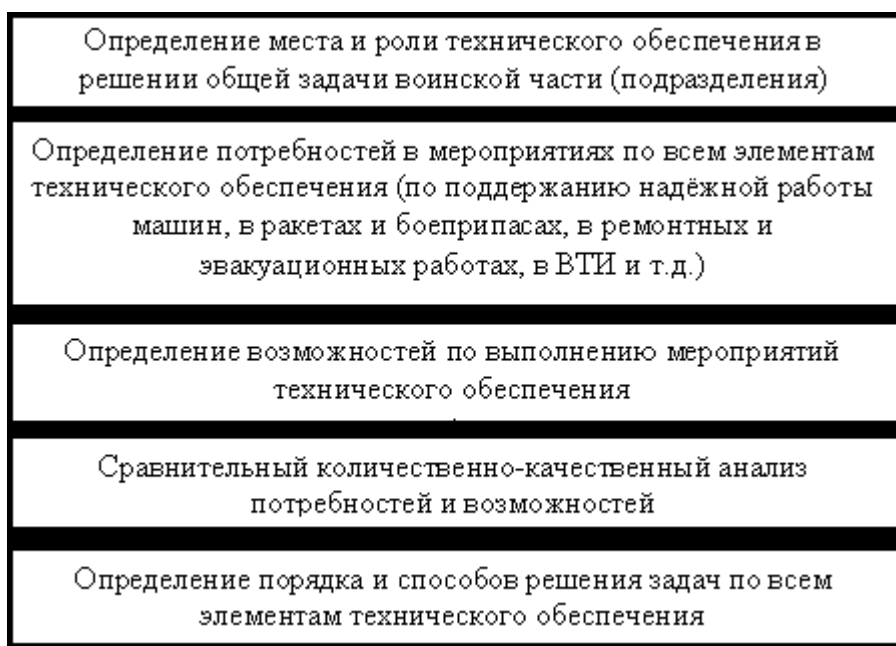 Определение места и роли технического обеспечения в
решении общей задачи воинской части (подразделения)
Определение потребностей в мероприятиях по всем элементам
технического обеспечения (по поддержанию надёжной работы
машин, в ракетах и боеприпасах, в ремонтных и
эвакуационных работах, в ВТИ и т.д.)
Определение возможностей по выполнению мероприятий
технического обеспечения
Сравнительный количественно-качественный анализ
потребностей и возможностей
Определение порядка и способов решения задач по всем
элементам технического обеспечения